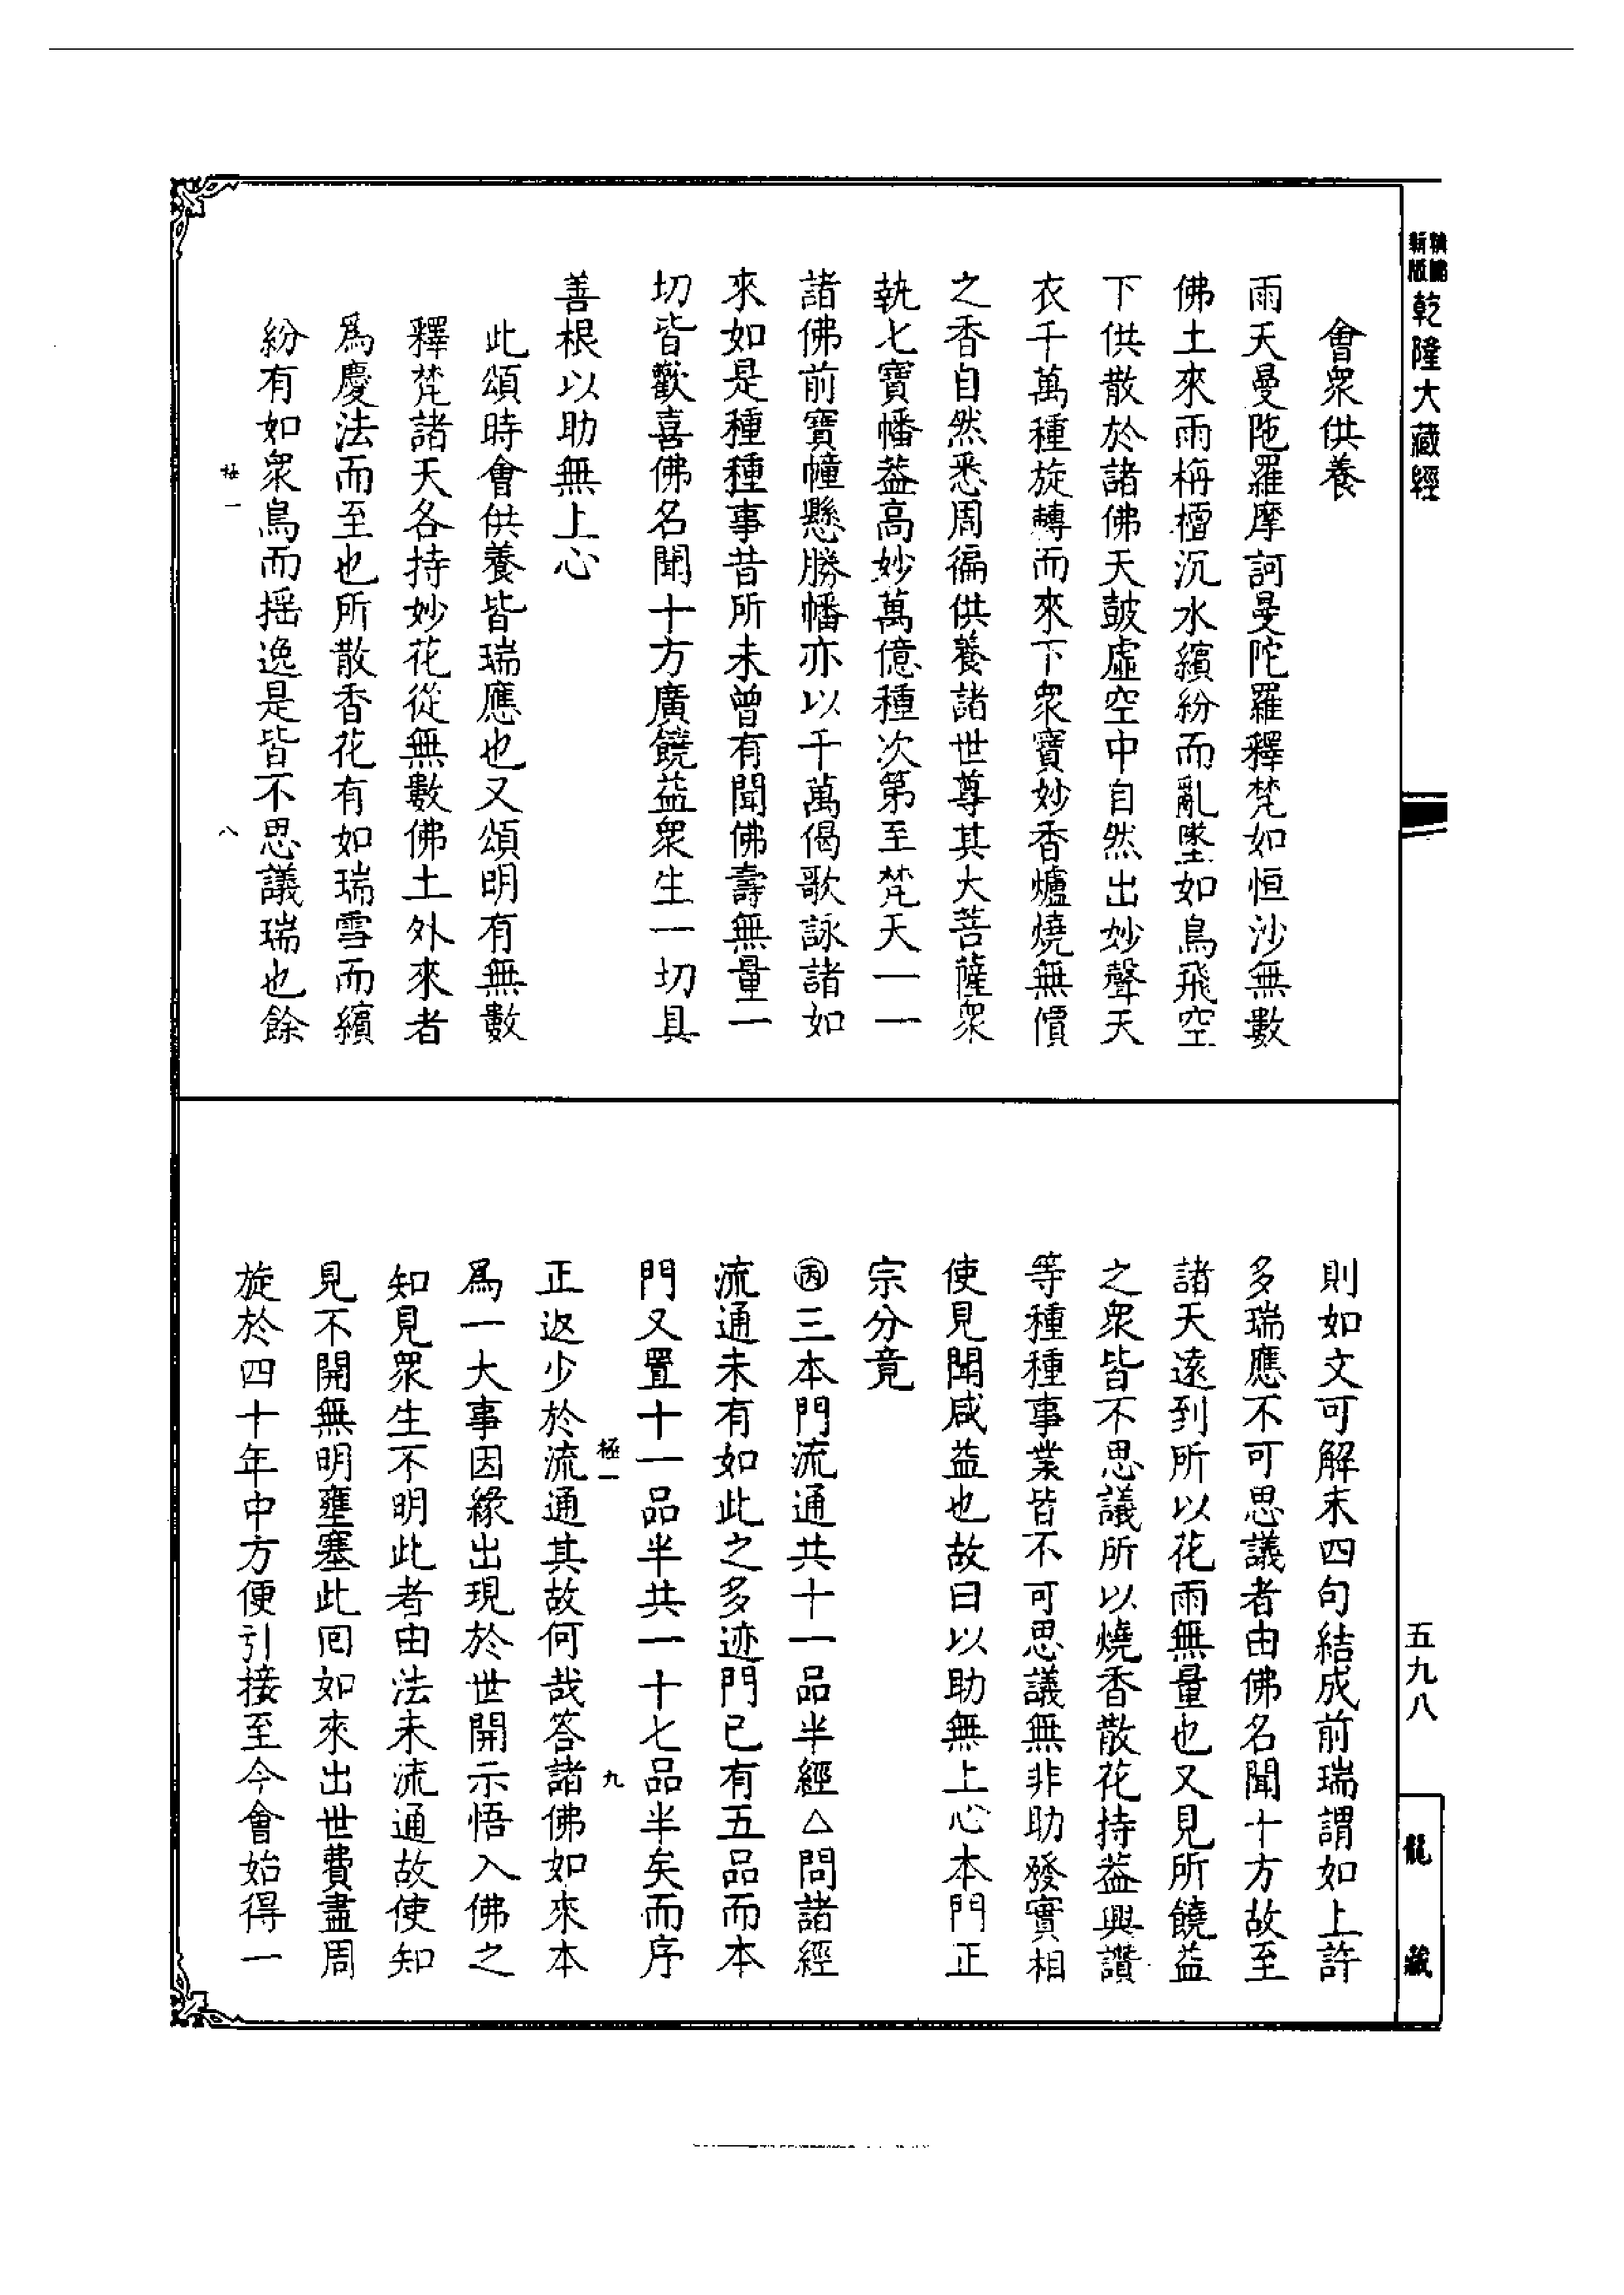 新版
乾隆大藏經
會衆供養
雨天曼陁羅摩訶曼陀羅釋梵如恒沙無數
佛土來雨栴檀沉水繽紛而亂墜如鳥飛空
下供散於諸佛天鼓虛空中自然出妙聲天
衣千萬種旋轉而來下衆寶妙香爐燒無價
之香自然悉周徧供養諸世尊其大菩薩衆
執七寶幡蓋高妙萬億種次第至梵天一一
諸佛前寶幢懸勝幡亦以千萬偈歌詠諸如
來如是種種事昔所未曾有聞佛壽無量一
切皆歡喜佛名聞十方廣饒益衆生一切具
善根以助無上心
此頌時會供養皆瑞應也又頌明有無數
釋梵諸天各持妙花從無數佛土外來者
爲慶法而至也所散香花有如瑞雪而繽
紛有如衆鳥而揺逸是皆不思議瑞也餘
極一
八
則如文可解末四句結成前瑞謂如上許
多瑞應不可思議者由佛名聞十方故至
諸天遠到所以花雨無量也又見所饒益
之衆皆不思議所以燒香散花持蓋興讚
等種種事業皆不可思議無非助發實相
使見聞咸益也故曰以助無上心本門正
宗分竟
㊅三本門流通共十一品半經△問諸經
流通未有如此之多迹門已有五品而本
門又置十一品半共一十七品半矣而序
極一
九
正返少於流通其故何哉答諸佛如來本
爲一大事因緣出現於世開示悟入佛之
知見衆生不明此者由法未流通故使知
見不開無明壅塞此囘如來出世費盡周
旋於四十年中方便引接至今會始得一
五九八
龍藏